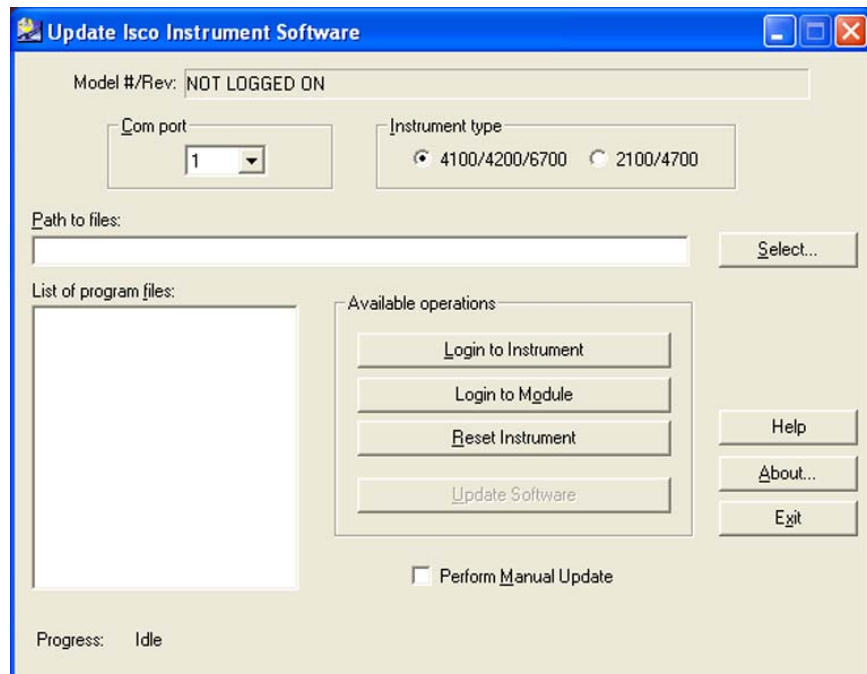 Update Isco Instrument Software
Model #/Rev: NOT LOGGED ON
Com port
1
Instrument type
4100/4200/6700 2100/4700
Path to files:
Select...
List of program files:
Available operations
Login to Instrument
Login to Module
Reset Instrument
Update Software
Help
About...
Exit
Perform Manual Update
Progress: Idle